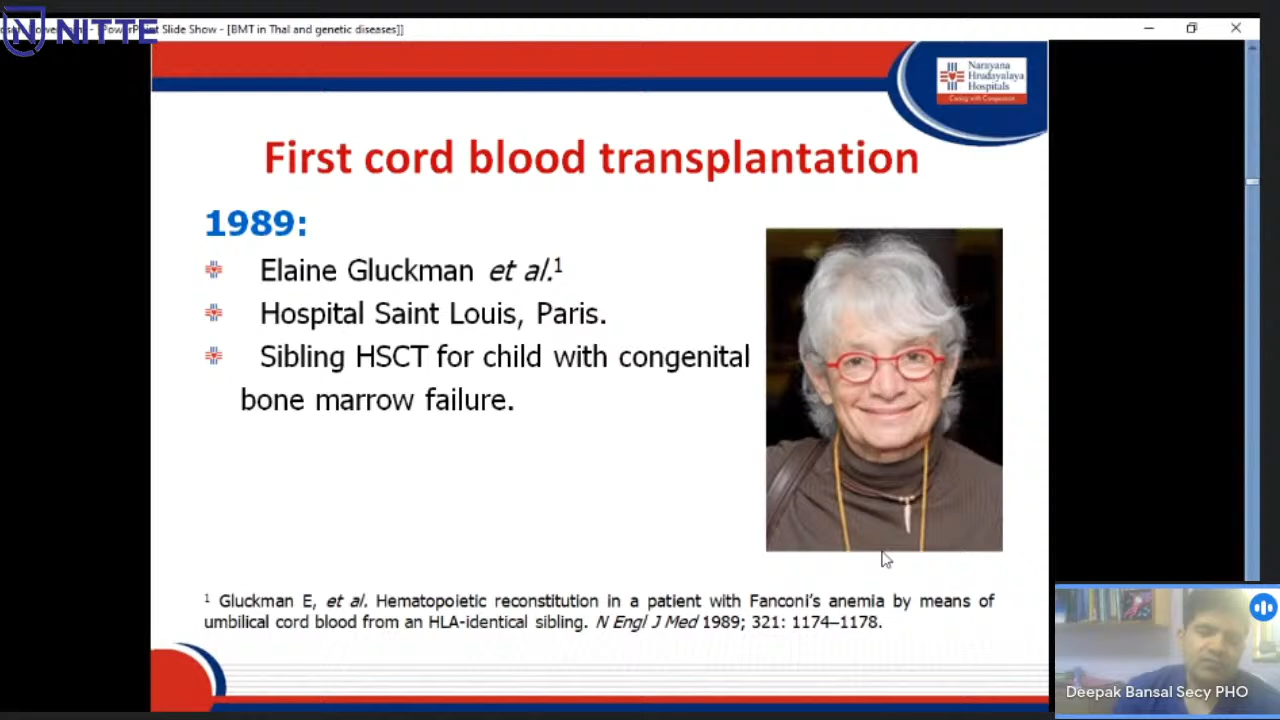 PowerPoint Slide Show - [BMT in Thal and genetic diseases]]
NITTE
Narayana
Hrudayalaya
Hospitals
Caring with Compassion
First cord blood transplantation
1989:
Elaine Gluckman et al.1
Hospital Saint Louis, Paris.
Sibling HSCT for child with congenital
bone marrow failure.
1 Gluckman E, et al. Hematopoietic reconstitution in a patient with Fanconi's anemia by means of
umbilical cord blood from an HLA-identical sibling. N Engl J Med 1989; 321: 1174–1178.
Deepak Bansal Secy PHO